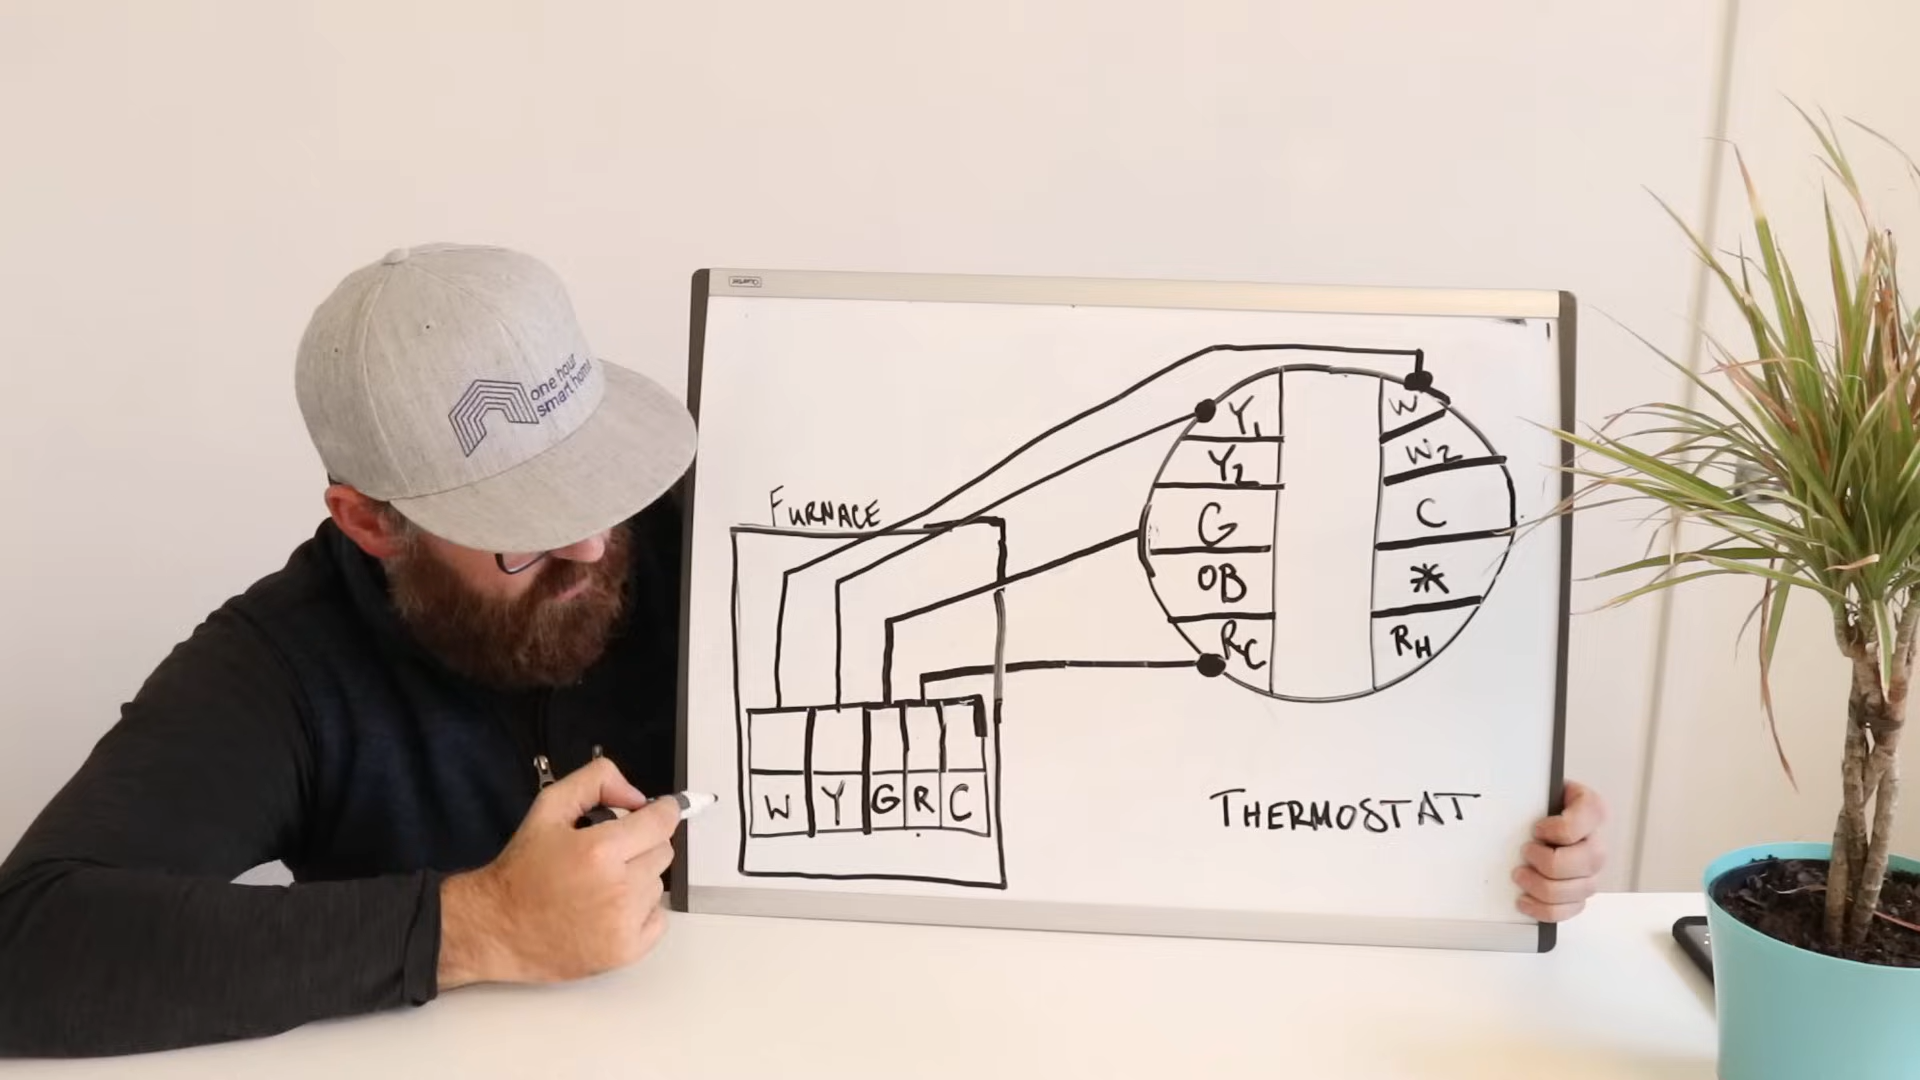 one hour
smart home
FURNACE
W Y G R C
Y1
Y2
G
OB
RC
W
W2
C
*
RH
THERMOSTAT